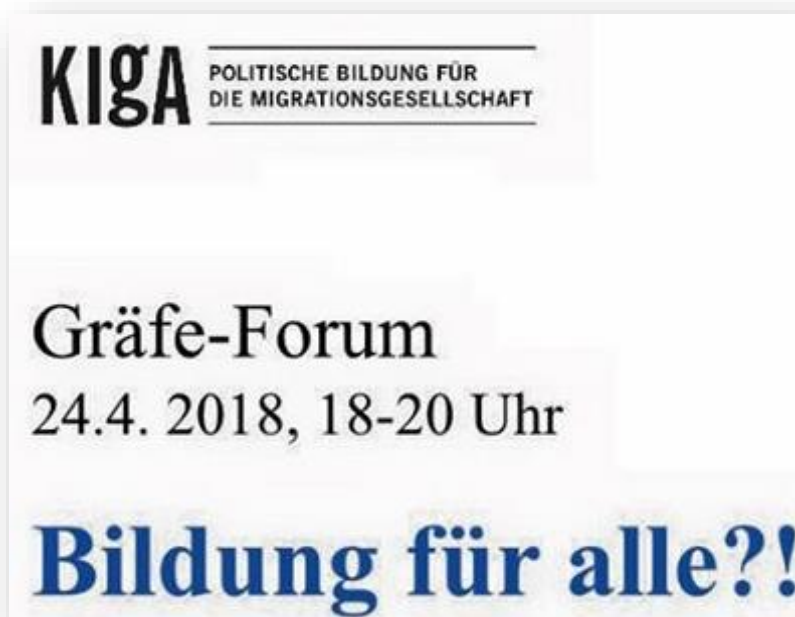 KIgA
POLITISCHE BILDUNG FÜR
DIE MIGRATIONSGESELLSCHAFT
Gräfe-Forum
24.4. 2018, 18-20 Uhr
Bildung für alle?!